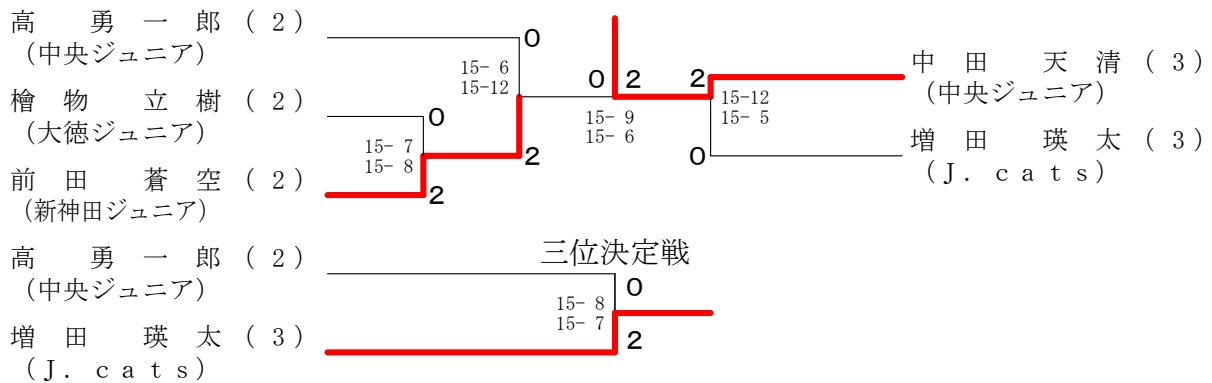 高　勇一郎（2）
（中央ジュニア）
檜物　立樹（2）
（大徳ジュニア）
前田　蒼空（2）
（新神田ジュニア）
0
15- 6
15-12
0
15- 7
15- 8
2
2
0 2
15- 9
15- 6
2
15-12
15- 5
0
中田　天清（3）
（中央ジュニア）
増田　瑛太（3）
（J. cats）
三位決定戦
高　勇一郎（2）
（中央ジュニア）
増田　瑛太（3）
（J. cats）
0
15- 8
15- 7
2